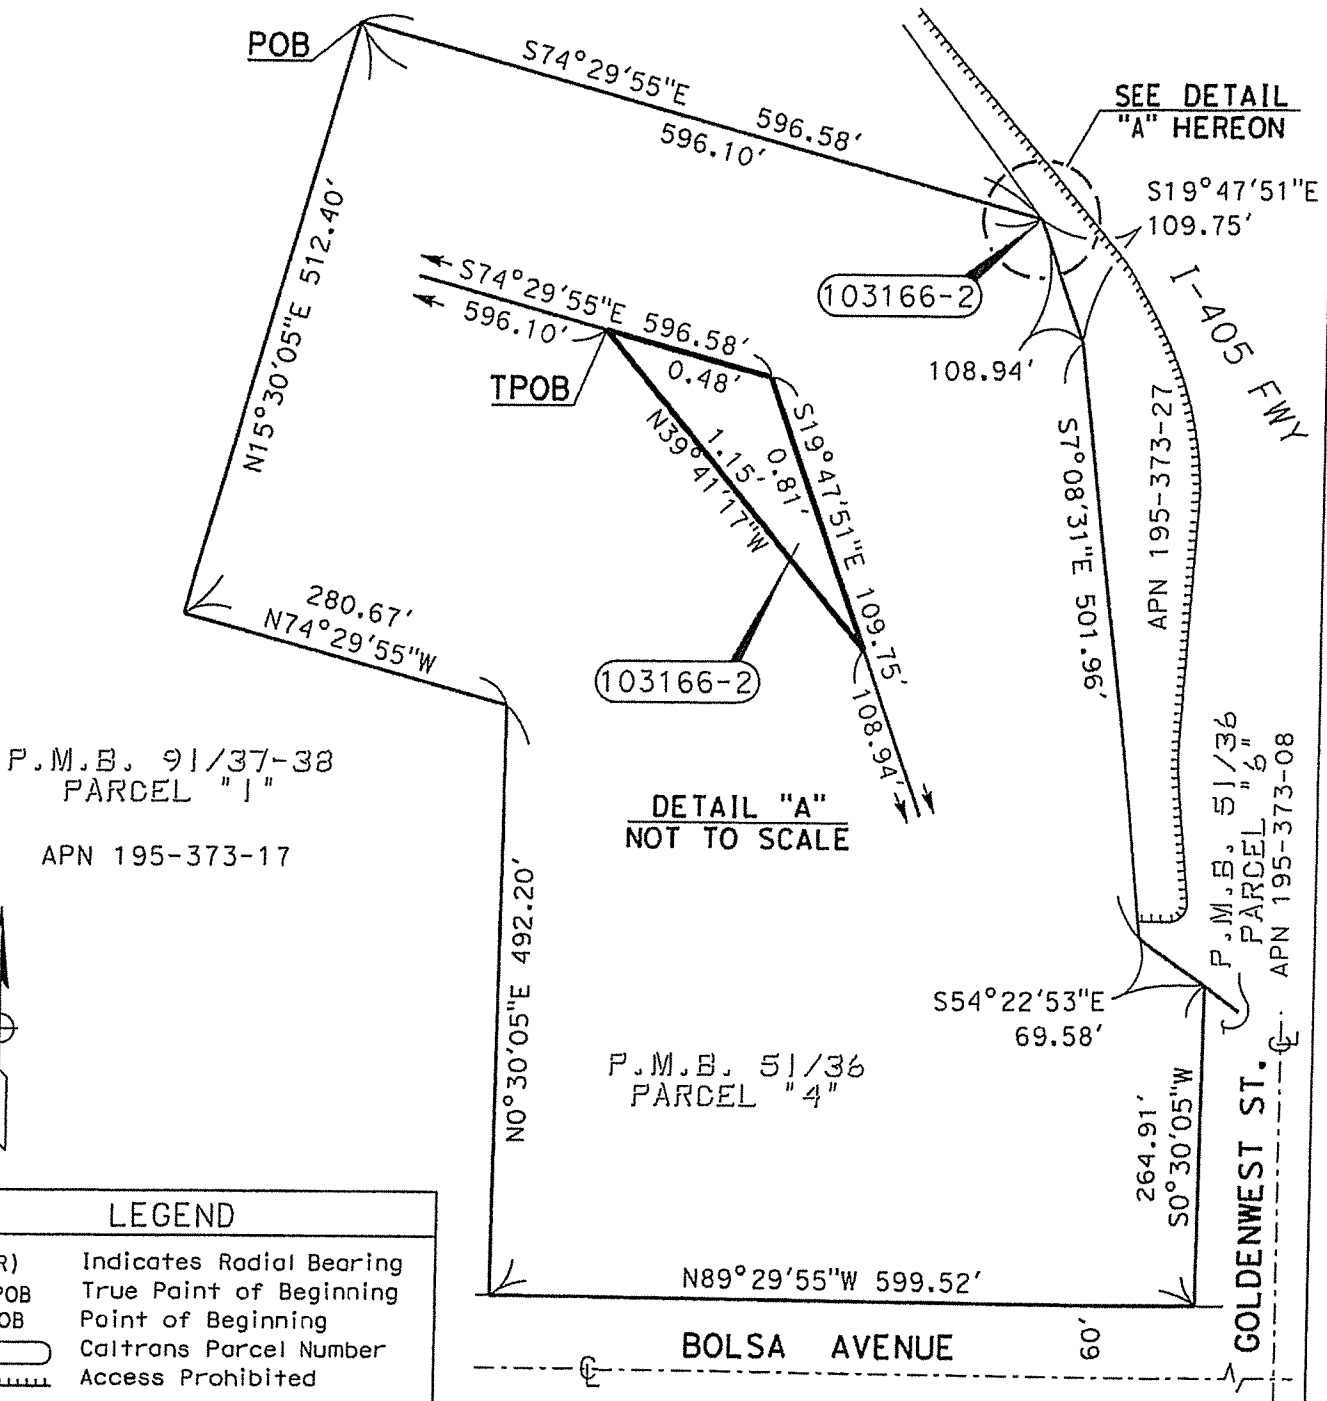 POB
S74°29'55"E 596.58'
596.10'
SEE DETAIL
"A" HEREON
S19°47'51"E
109.75'
N15°30'05"E 512.40'
103166-2
I-405 FWY
108.94'
S74°29'55"E 596.58'
596.10'
0.48'
TPOB
N39°41'17"W
1.15'
0.81'
S19°47'51"E 109.75'
108.94'
103166-2
S7°08'31"E 501.96'
APN 195-373-27
280.67'
N74°29'55"W
P.M.B. 91/37-38
PARCEL "1"
APN 195-373-17
DETAIL "A"
NOT TO SCALE
P.M.B. 51/36
PARCEL "6"
APN 195-373-08
N0°30'05"E 492.20'
S54°22'53"E
69.58'
P.M.B. 51/36
PARCEL "4"
264.91'
S0°30'05"W
GOLDENWEST ST.
℄
N89°29'55"W 599.52'
BOLSA AVENUE
60'
℄
LEGEND
R) Indicates Radial Bearing
POB True Point of Beginning
OB Point of Beginning
Caltrans Parcel Number
Access Prohibited